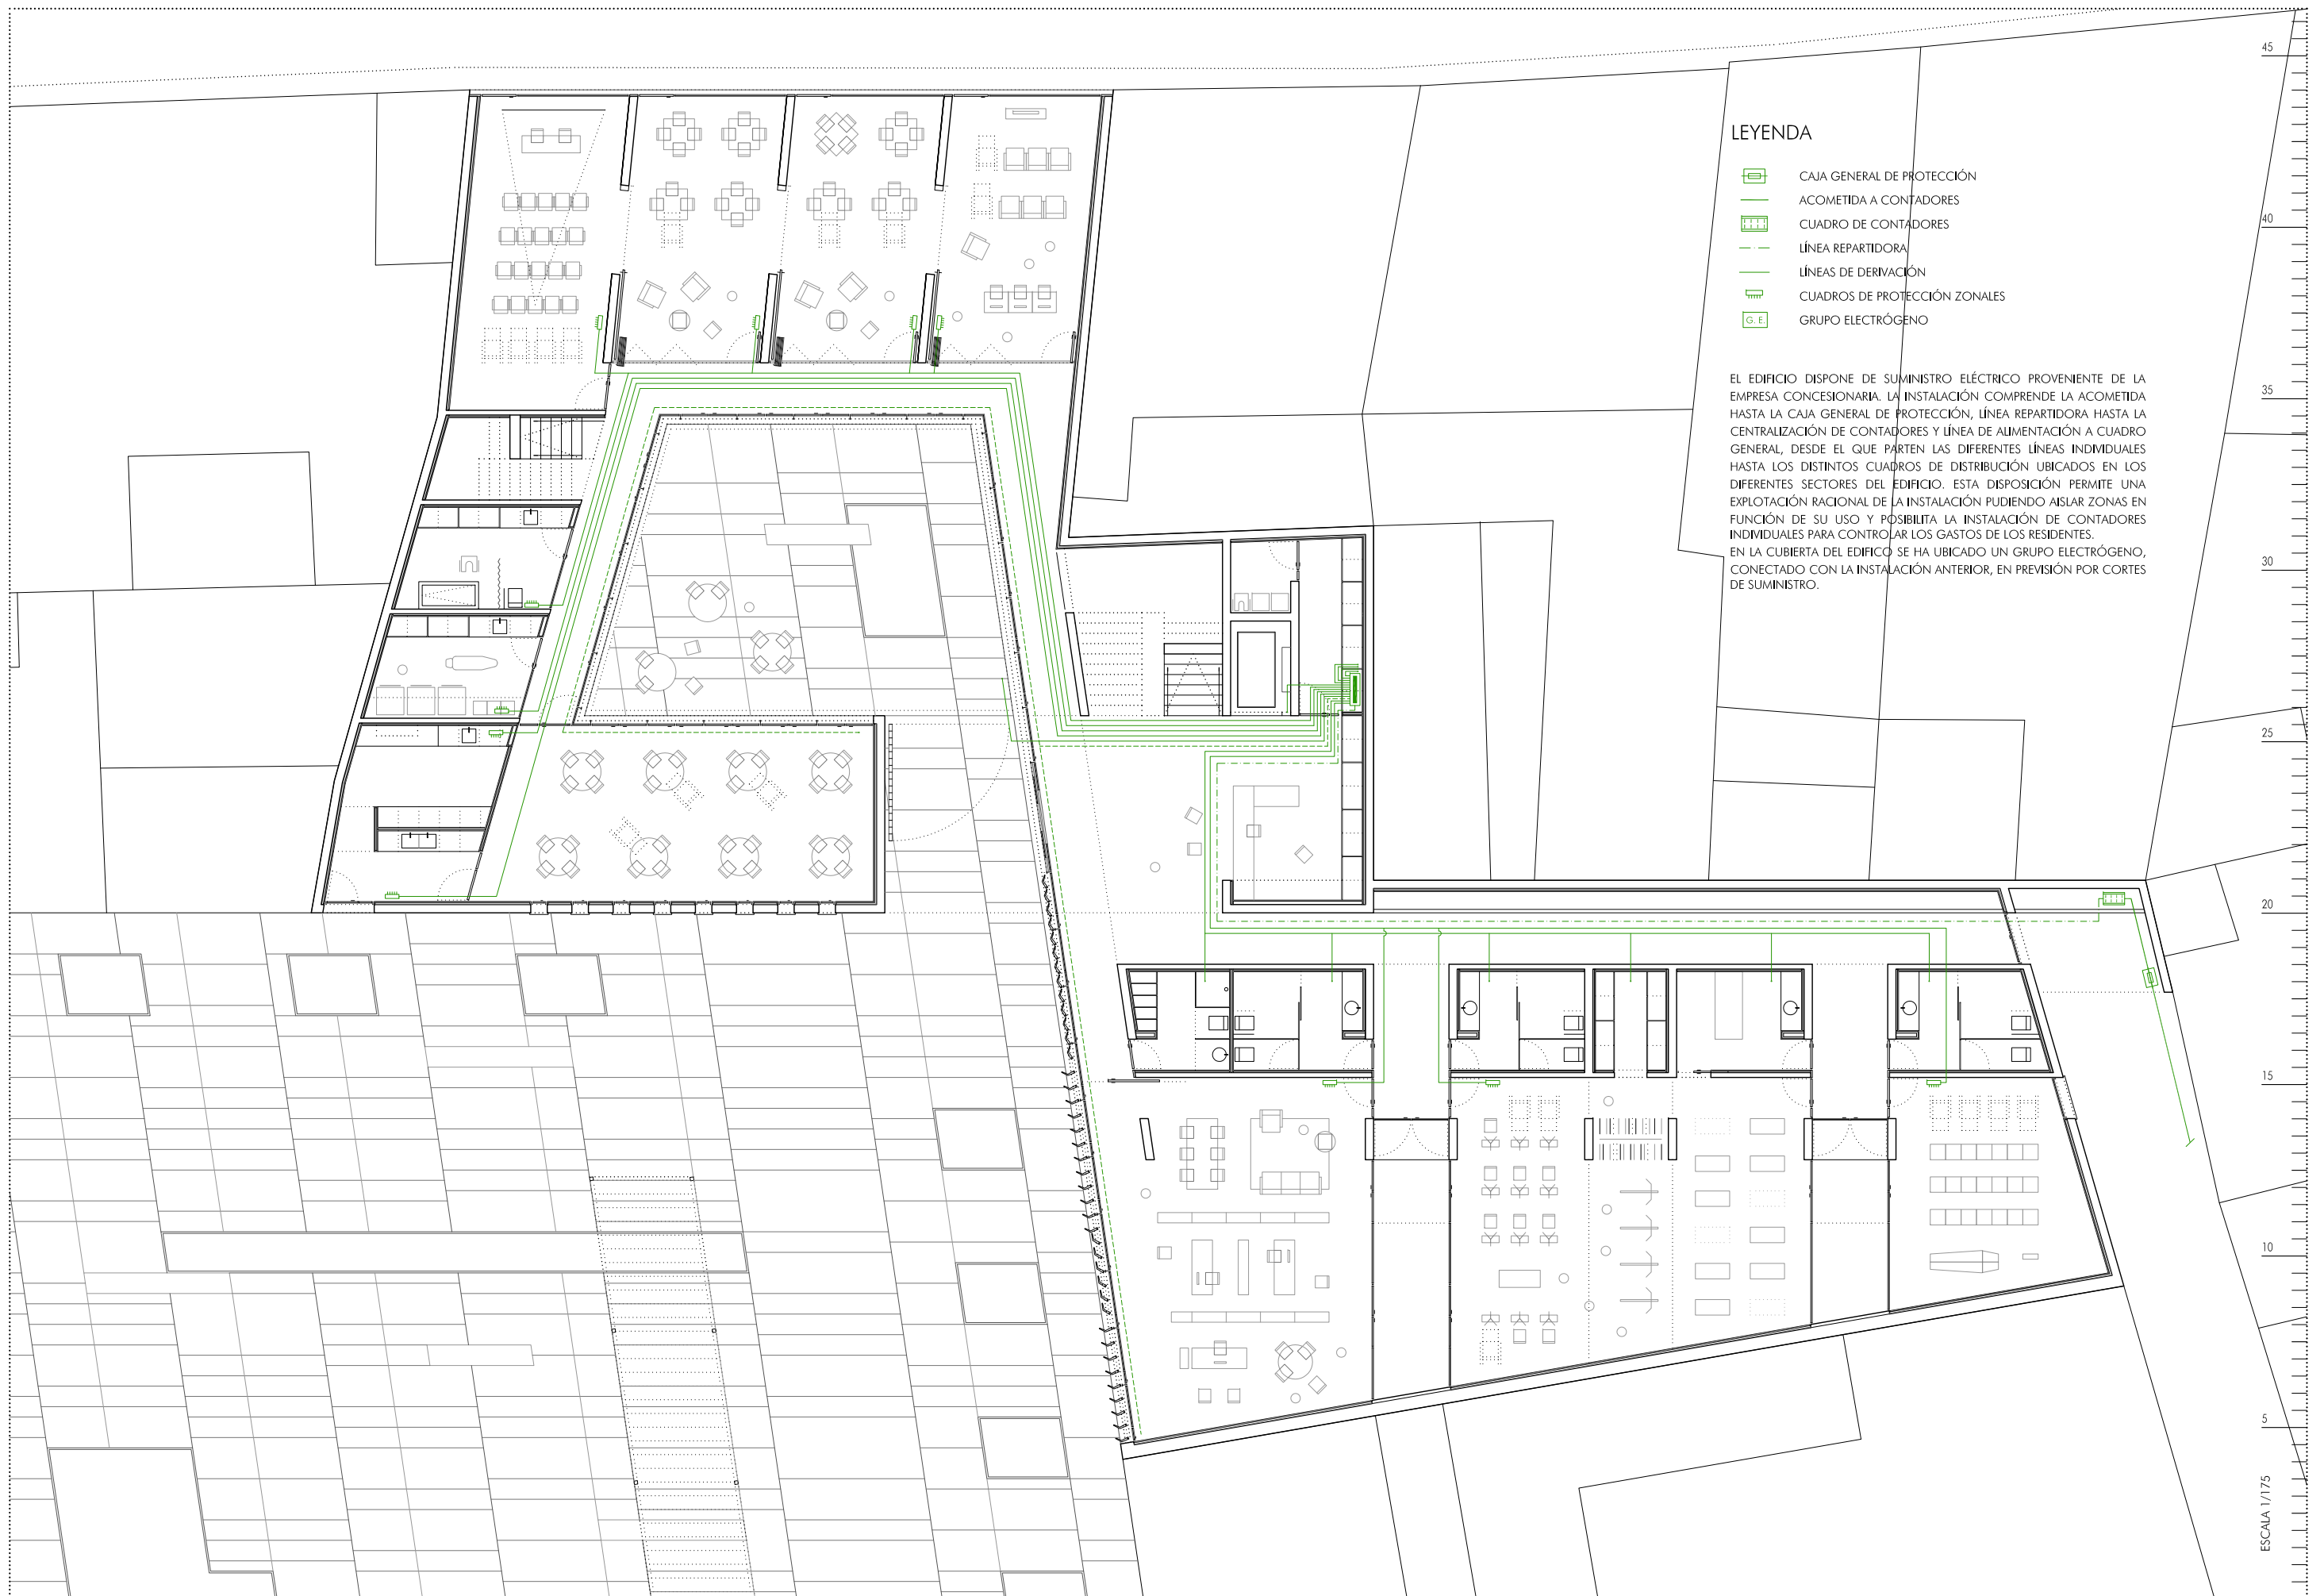 LEYENDA
CAJA GENERAL DE PROTECCIÓN
ACOMETIDA A CONTADORES
CUADRO DE CONTADORES
LÍNEA REPARTIDORA
LÍNEAS DE DERIVACIÓN
CUADROS DE PROTECCIÓN ZONALES
G. E. GRUPO ELECTRÓGENO
EL EDIFICIO DISPONE DE SUMINISTRO ELÉCTRICO PROVENIENTE DE LA
EMPRESA CONCESIONARIA. LA INSTALACIÓN COMPRENDE LA ACOMETIDA
HASTA LA CAJA GENERAL DE PROTECCIÓN, LÍNEA REPARTIDORA HASTA LA
CENTRALIZACIÓN DE CONTADORES Y LÍNEA DE ALIMENTACIÓN A CUADRO
GENERAL, DESDE EL QUE PARTEN LAS DIFERENTES LÍNEAS INDIVIDUALES
HASTA LOS DISTINTOS CUADROS DE DISTRIBUCIÓN UBICADOS EN LOS
DIFERENTES SECTORES DEL EDIFICIO. ESTA DISPOSICIÓN PERMITE UNA
EXPLOTACIÓN RACIONAL DE LA INSTALACIÓN PUDIENDO AISLAR ZONAS EN
FUNCIÓN DE SU USO Y POSIBILITA LA INSTALACIÓN DE CONTADORES
INDIVIDUALES PARA CONTROLAR LOS GASTOS DE LOS RESIDENTES.
EN LA CUBIERTA DEL EDIFICO SE HA UBICADO UN GRUPO ELECTRÓGENO,
CONECTADO CON LA INSTALACIÓN ANTERIOR, EN PREVISIÓN POR CORTES
DE SUMINISTRO.
45
40
35
30
25
20
15
10
5
ESCALA 1/175